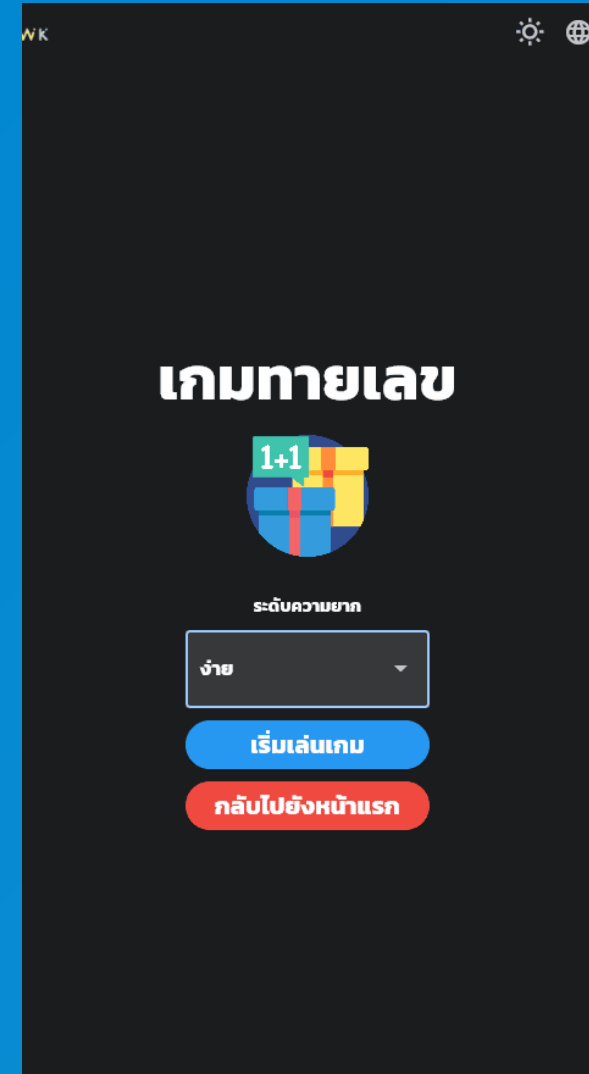 WK
เกมทายเลข
1+1
ระดับความยาก
ง่าย
เริ่มเล่นเกม
กลับไปยังหน้าแรก